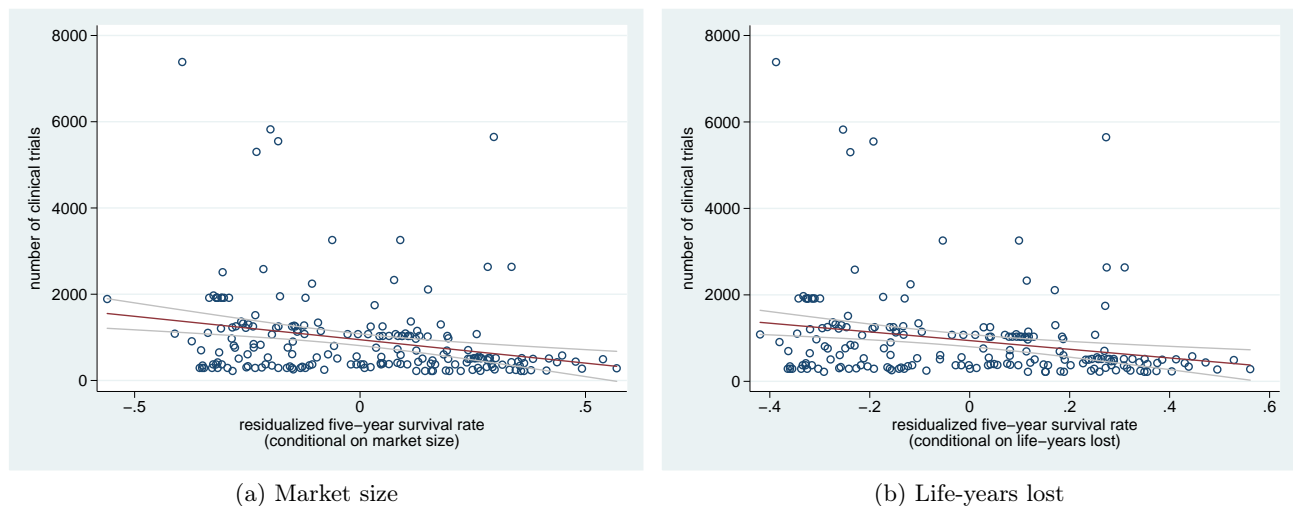 8000
6000
4000
2000
0
number of clinical trials
−.5 0 .5
residualized five−year survival rate
(conditional on market size)
(a) Market size
8000
6000
4000
2000
0
number of clinical trials
−.4 −.2 0 .2 .4 .6
residualized five−year survival rate
(conditional on life−years lost)
(b) Life-years lost